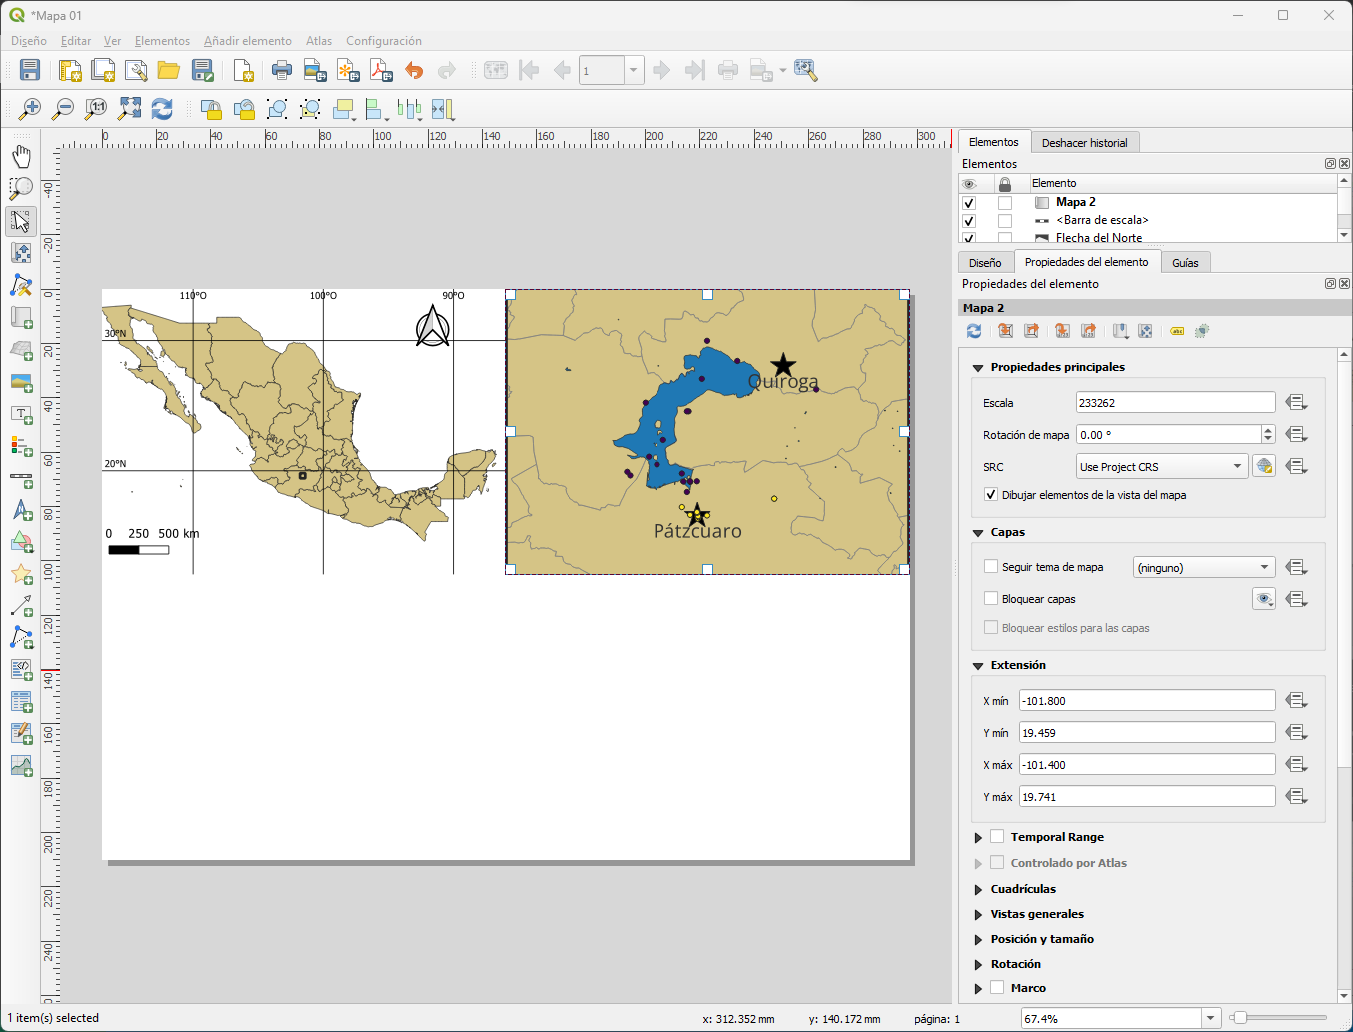 *Mapa 01
Diseño Editar Ver Elementos Añadir elemento Atlas Configuración
1
1:1
0 20 40 60 80 100 120 140 160 180 200 220 240 260 280 300
-40
-20
0
20
40
60
80
100
120
140
160
180
200
220
240
Elementos Deshacer historial
Elementos
Elemento
Mapa 2
<Barra de escala>
Flecha del Norte
Diseño Propiedades del elemento Guías
Propiedades del elemento
Mapa 2
Propiedades principales
Escala 233262
Rotación de mapa 0.00 °
SRC Use Project CRS
Dibujar elementos de la vista del mapa
Capas
Seguir tema de mapa (ninguno)
Bloquear capas
Bloquear estilos para las capas
Extensión
X mín -101.800
Y mín 19.459
X máx -101.400
Y máx 19.741
Temporal Range
Controlado por Atlas
Cuadrículas
Vistas generales
Posición y tamaño
Rotación
Marco
110°O 100°O 90°O
30°N
20°N
0 250 500 km
Quiroga
Pátzcuaro
1 item(s) selected
x: 312.352 mm y: 140.172 mm página: 1 67.4%